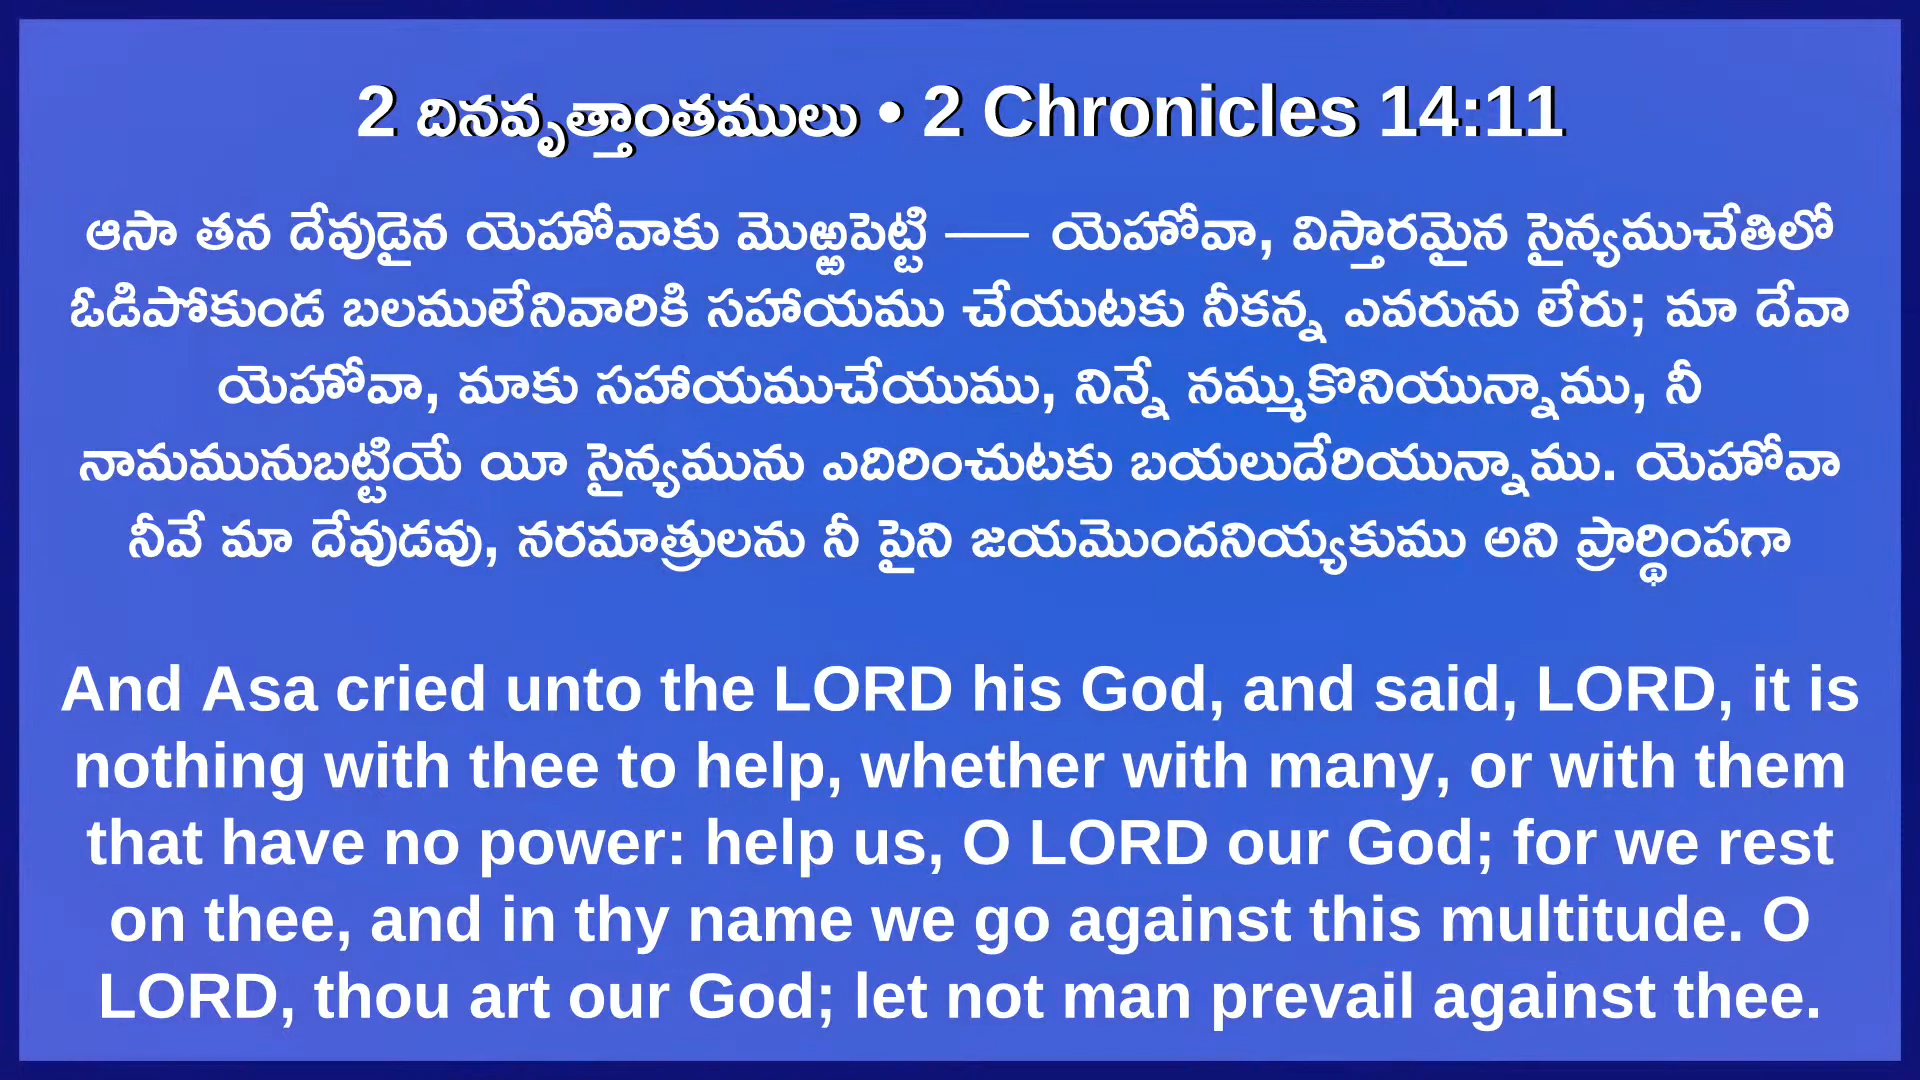 2 దినవృత్తాంతములు • 2 Chronicles 14:11
ఆసా తన దేవుడైన యెహోవాకు మొఱ్ఱపెట్టి –– యెహోవా, విస్తారమైన సైన్యముచేతిలో
ఓడిపోకుండ బలములేనివారికి సహాయము చేయుటకు నీకన్న ఎవరును లేరు; మా దేవా
యెహోవా, మాకు సహాయముచేయుము, నిన్నే నమ్ముకొనియున్నాము, నీ
నామమునుబట్టియే యీ సైన్యమును ఎదిరించుటకు బయలుదేరియున్నాము. యెహోవా
నీవే మా దేవుడవు, నరమాత్రులను నీ పైని జయమొందనియ్యకుము అని ప్రార్థింపగా
And Asa cried unto the LORD his God, and said, LORD, it is
nothing with thee to help, whether with many, or with them
that have no power: help us, O LORD our God; for we rest
on thee, and in thy name we go against this multitude. O
LORD, thou art our God; let not man prevail against thee.